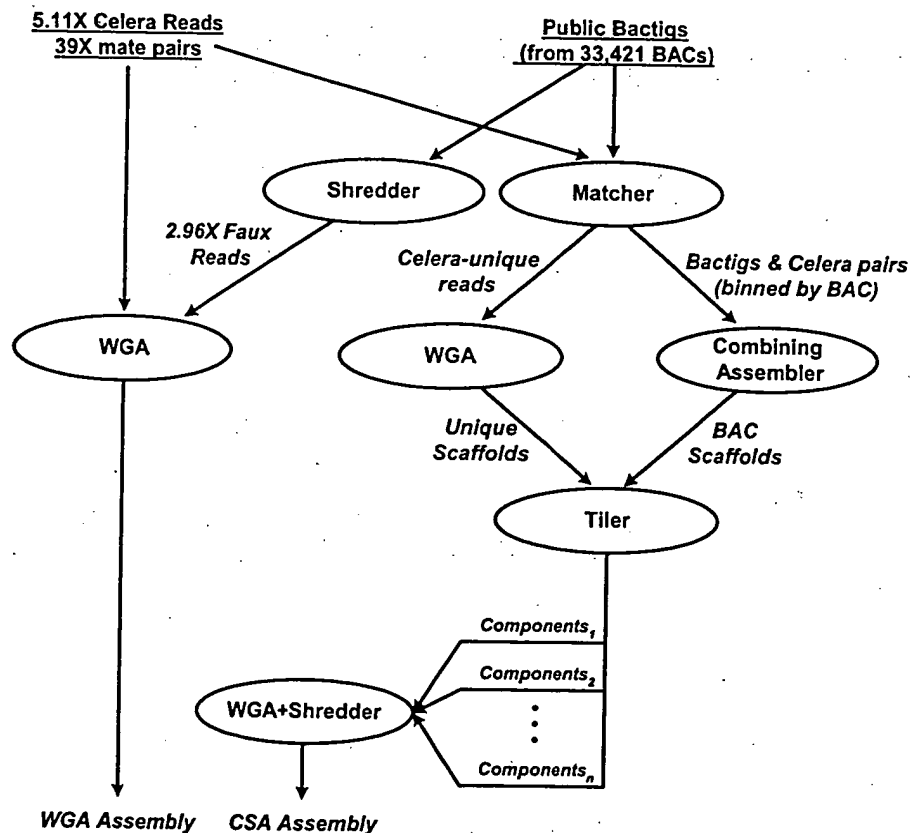 5.11X Celera Reads
39X mate pairs
Public Bactigs
(from 33,421 BACs)
Shredder
Matcher
2.96X Faux
Reads
Celera-unique
reads
Bactigs & Celera pairs
(binned by BAC)
WGA
WGA
Combining
Assembler
Unique
Scaffolds
BAC
Scaffolds
Tiler
Components1
Components2
WGA+Shredder
Componentsn
WGA Assembly
CSA Assembly